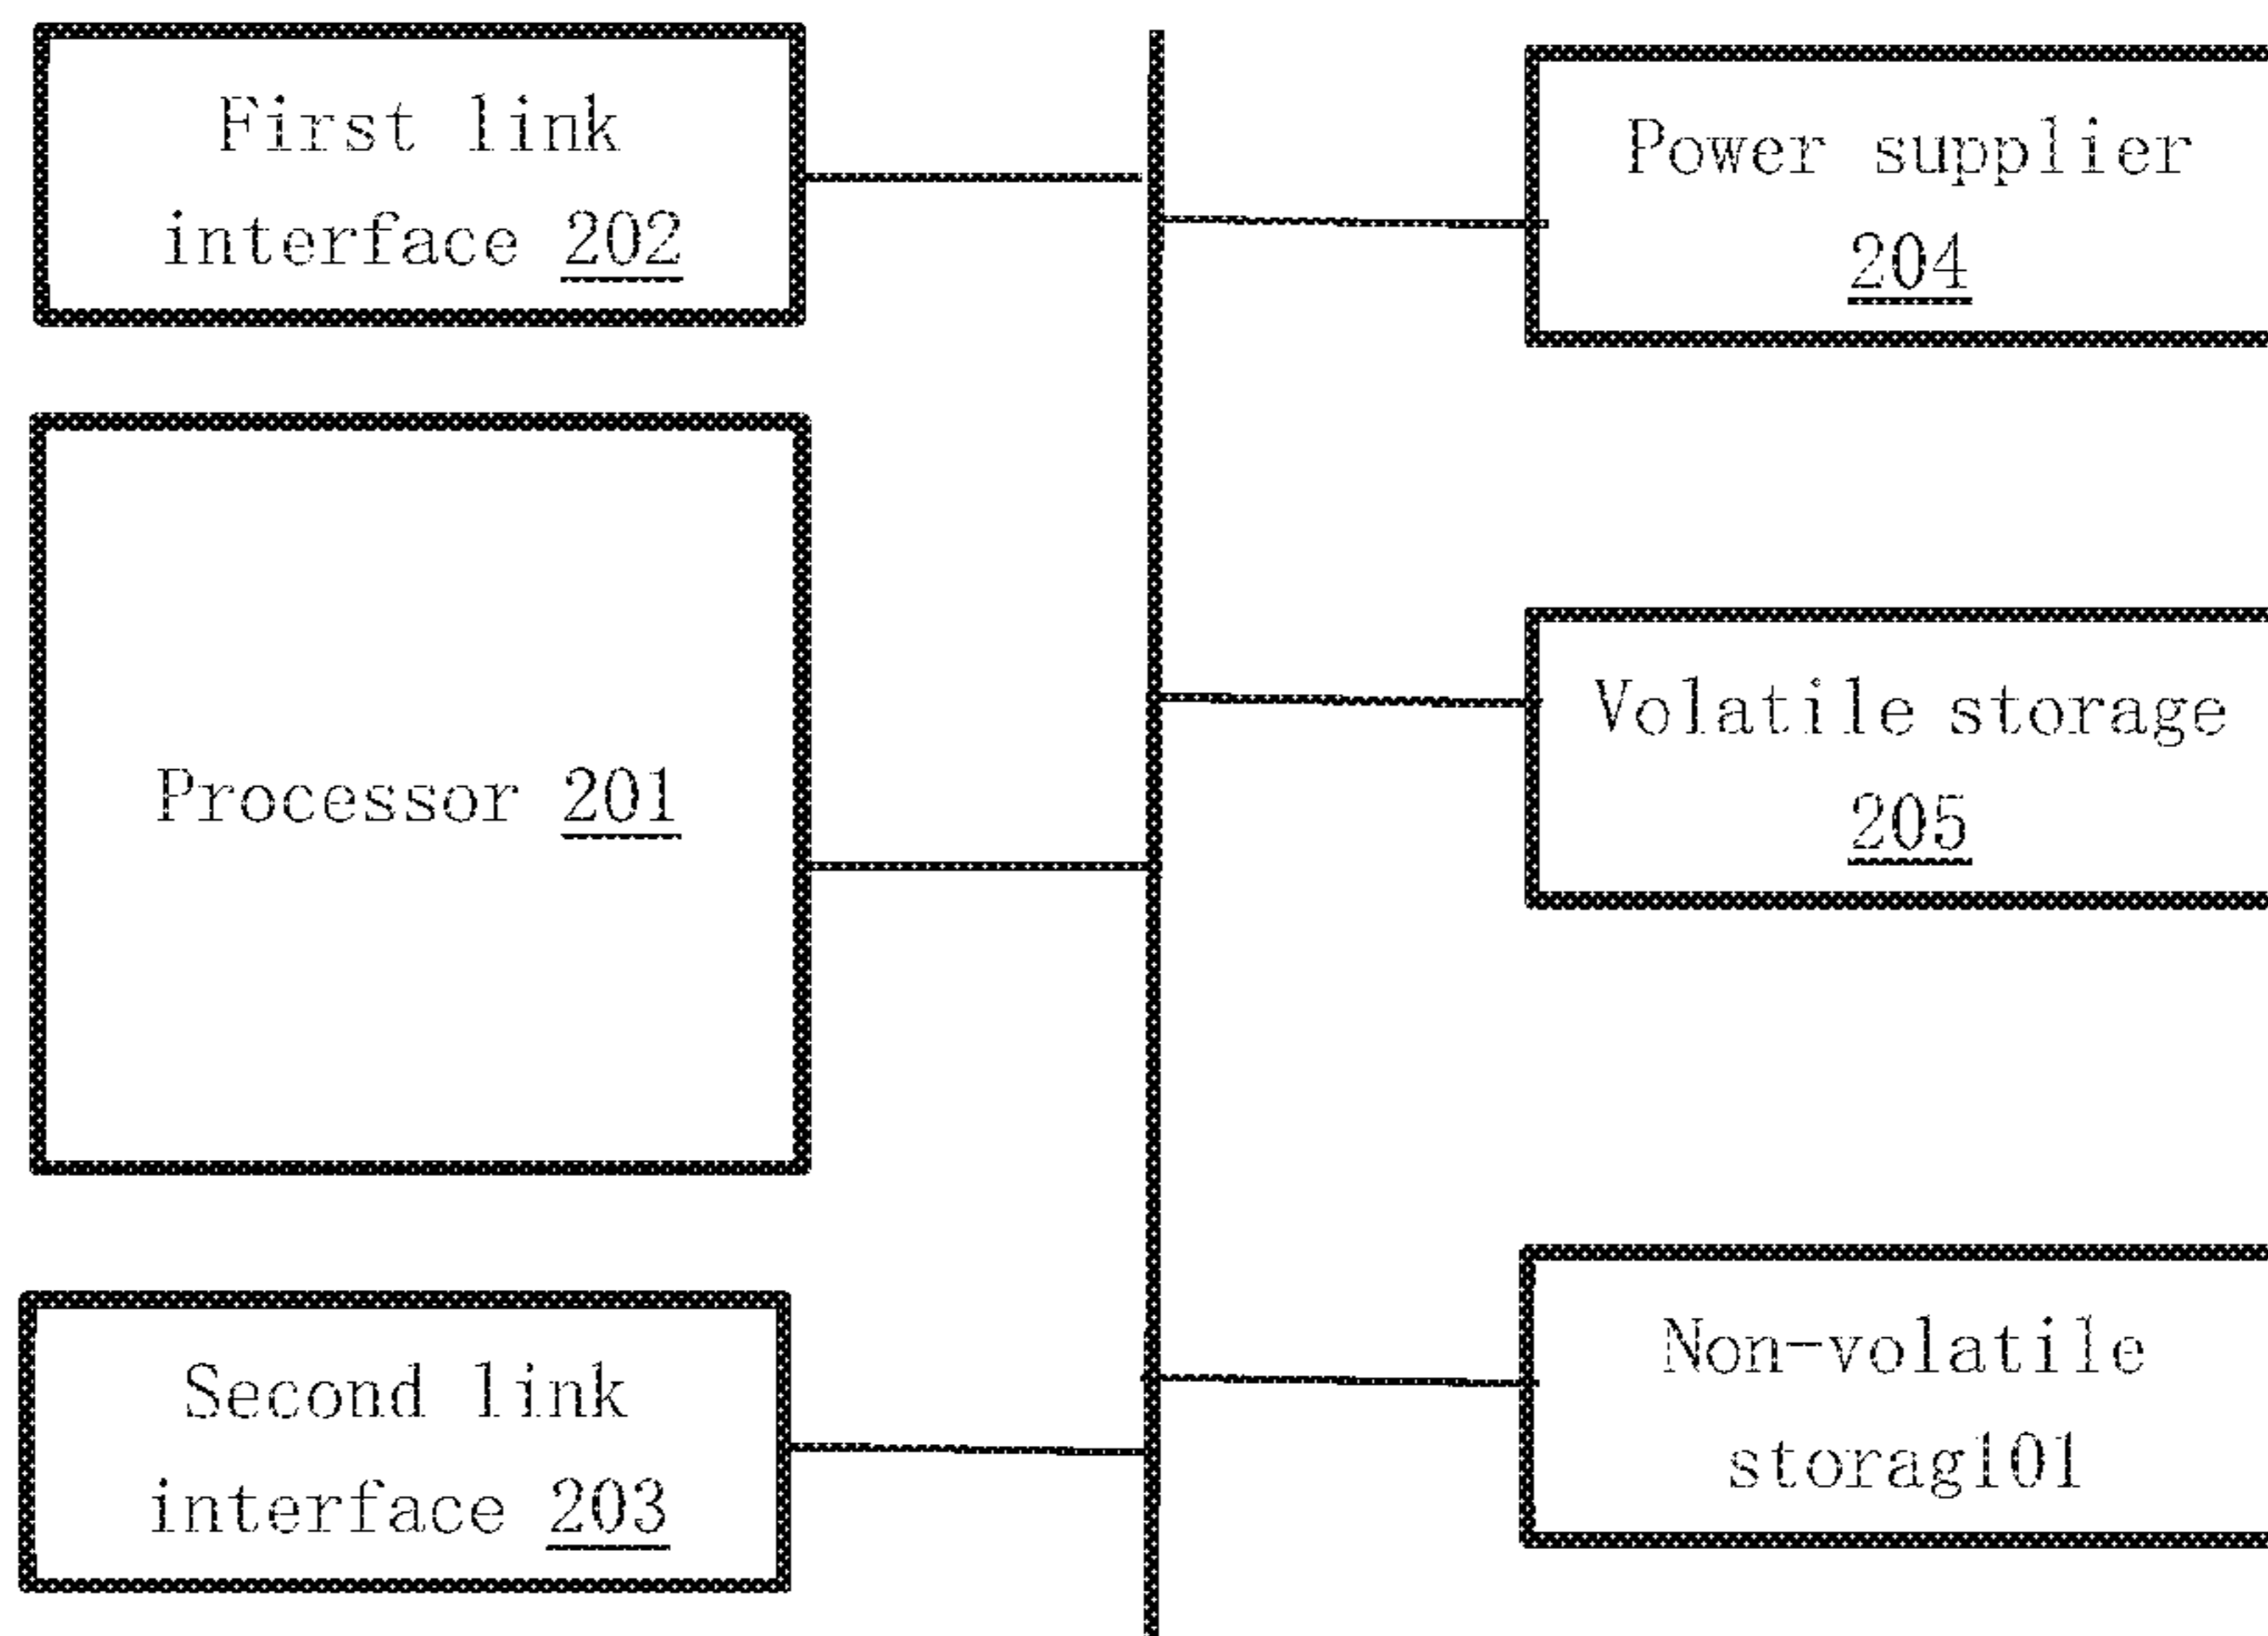 First link
interface 202
Power supplier
204
Processor 201
Volatile storage
205
Second link
interface 203
Non-volatile
storag101